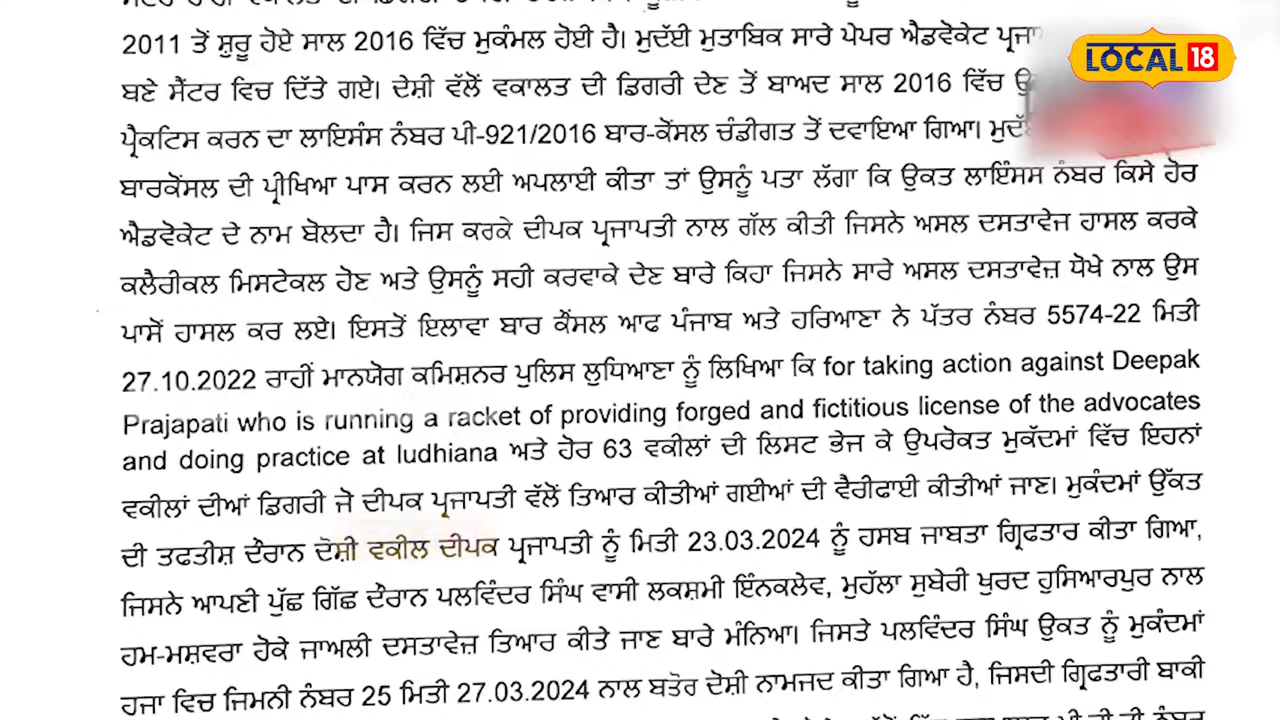 2011 ਤੋਂ ਸ਼ੁਰੂ ਹੋਏ ਸਾਲ 2016 ਵਿੱਚ ਮੁਕੰਮਲ ਹੋਈ ਹੈ। ਮੁਦੱਈ ਮੁਤਾਬਿਕ ਸਾਰੇ ਪੇਪਰ ਐਡਵੋਕੇਟ
LOCAL 18
ਬਣੇ ਸੈਂਟਰ ਵਿਚ ਦਿੱਤੇ ਗਏ। ਦੇਸ਼ੀ ਵੱਲੋਂ ਵਕਾਲਤ ਦੀ ਡਿਗਰੀ ਦੇਣ ਤੋਂ ਬਾਅਦ ਸਾਲ 2016 ਵਿੱਚ
ਪ੍ਰੈਕਟਿਸ ਕਰਨ ਦਾ ਲਾਇਸੰਸ ਨੰਬਰ ਪੀ-921/2016 ਬਾਰ-ਕੋਂਸਲ ਚੰਡੀਗਤ ਤੋਂ ਦਵਾਇਆ ਗਿਆ।
ਬਾਰਕੋਂਸਲ ਦੀ ਪ੍ਰੀਖਿਆ ਪਾਸ ਕਰਨ ਲਈ ਅਪਲਾਈ ਕੀਤਾ ਤਾਂ ਉਸਨੂੰ ਪਤਾ ਲੱਗਾ ਕਿ ਉਕਤ ਲਾਇੰਸਸ ਨੰਬਰ ਕਿਸੇ ਹੋਰ
ਐਡਵੋਕੇਟ ਦੇ ਨਾਮ ਬੋਲਦਾ ਹੈ। ਜਿਸ ਕਰਕੇ ਦੀਪਕ ਪ੍ਰਜਾਪਤੀ ਨਾਲ ਗੱਲ ਕੀਤੀ ਜਿਸਨੇ ਅਸਲ ਦਸਤਾਵੇਜ ਹਾਸਲ ਕਰਕੇ
ਕਲੈਰੀਕਲ ਮਿਸਟੇਕਲ ਹੋਣ ਅਤੇ ਉਸਨੂੰ ਸਹੀ ਕਰਵਾਕੇ ਦੇਣ ਬਾਰੇ ਕਿਹਾ ਜਿਸਨੇ ਸਾਰੇ ਅਸਲ ਦਸਤਾਵੇਜ਼ ਧੋਖੇ ਨਾਲ ਉਸ
ਪਾਸੋਂ ਹਾਸਲ ਕਰ ਲਏ। ਇਸਤੋਂ ਇਲਾਵਾ ਬਾਰ ਕੌਂਸਲ ਆਫ ਪੰਜਾਬ ਅਤੇ ਹਰਿਆਣਾ ਨੇ ਪੱਤਰ ਨੰਬਰ 5574-22 ਮਿਤੀ
27.10.2022 ਰਾਹੀਂ ਮਾਨਯੋਗ ਕਮਿਸ਼ਨਰ ਪੁਲਿਸ ਲੁਧਿਆਣਾ ਨੂੰ ਲਿਖਿਆ ਕਿ for taking action against Deepak
Prajapati who is running a racket of providing forged and fictitious license of the advocates
and doing practice at ludhiana ਅਤੇ ਹੋਰ 63 ਵਕੀਲਾਂ ਦੀ ਲਿਸਟ ਭੇਜ ਕੇ ਉਪਰੋਕਤ ਮੁਕੱਦਮਾਂ ਵਿੱਚ ਇਹਨਾਂ
ਵਕੀਲਾਂ ਦੀਆਂ ਡਿਗਰੀ ਜੋ ਦੀਪਕ ਪ੍ਰਜਾਪਤੀ ਵੱਲੋਂ ਤਿਆਰ ਕੀਤੀਆਂ ਗਈਆਂ ਦੀ ਵੈਰੀਫਾਈ ਕੀਤੀਆਂ ਜਾਣ। ਮੁਕੰਦਮਾਂ ਉੱਕਤ
ਦੀ ਤਫਤੀਸ਼ ਦੌਰਾਨ ਦੋਸ਼ੀ ਵਕੀਲ ਦੀਪਕ ਪ੍ਰਜਾਪਤੀ ਨੂੰ ਮਿਤੀ 23.03.2024 ਨੂੰ ਹਸਬ ਜਾਬਤਾ ਗ੍ਰਿਫਤਾਰ ਕੀਤਾ ਗਿਆ,
ਜਿਸਨੇ ਆਪਣੀ ਪੁੱਛ ਗਿੱਛ ਦੌਰਾਨ ਪਲਵਿੰਦਰ ਸਿੰਘ ਵਾਸੀ ਲਕਸ਼ਮੀ ਇੰਨਕਲੇਵ, ਮੁਹੱਲਾ ਸੁਬੇਰੀ ਖੁਰਦ ਹੁਸਿਆਰਪੁਰ ਨਾਲ
ਹਮ-ਮਸ਼ਵਰਾ ਹੋਕੇ ਜਾਅਲੀ ਦਸਤਾਵੇਜ਼ ਤਿਆਰ ਕੀਤੇ ਜਾਣ ਬਾਰੇ ਮੰਨਿਆ। ਜਿਸਤੇ ਪਲਵਿੰਦਰ ਸਿੰਘ ਉਕਤ ਨੂੰ ਮੁਕੰਦਮਾਂ
ਹਜਾ ਵਿਚ ਜਿਮਨੀ ਨੰਬਰ 25 ਮਿਤੀ 27.03.2024 ਨਾਲ ਬਤੋਰ ਦੋਸ਼ੀ ਨਾਮਜਦ ਕੀਤਾ ਗਿਆ ਹੈ, ਜਿਸਦੀ ਗ੍ਰਿਫਤਾਰੀ ਬਾਕੀ